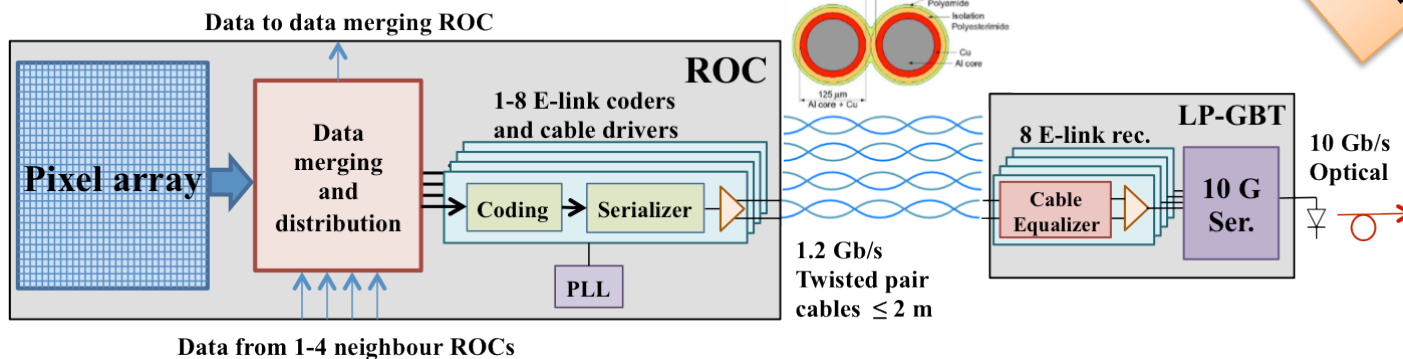 Data to data merging ROC
Polyamide
Isolation
Polyesterimide
Cu
Al core
125 µm
Al core + Cu
ROC
Pixel array
Data
merging
and
distribution
1-8 E-link coders
and cable drivers
Coding
Serializer
PLL
Data from 1-4 neighbour ROCs
1.2 Gb/s
Twisted pair
cables ≤ 2 m
LP-GBT
8 E-link rec.
Cable
Equalizer
10 G
Ser.
10 Gb/s
Optical